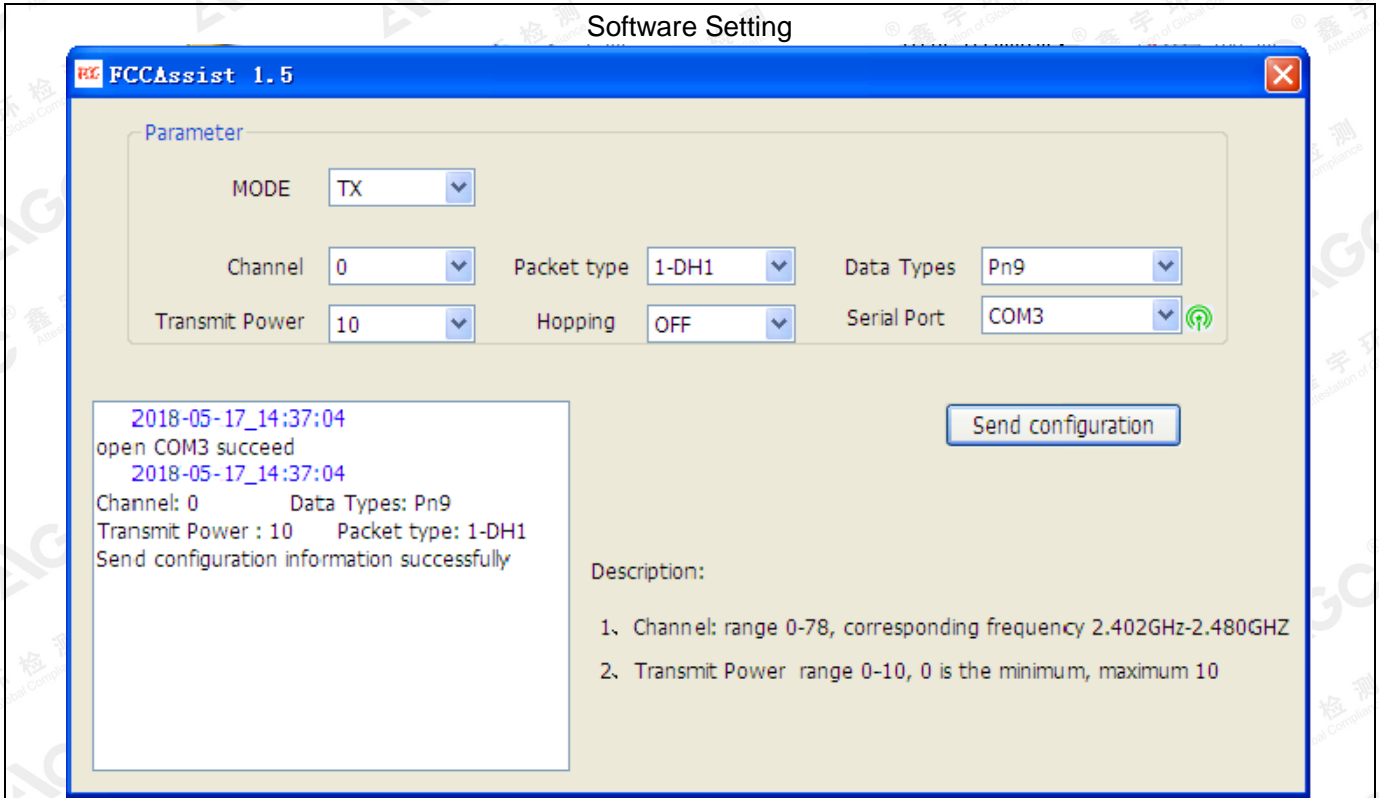 Software Setting
FCCAssist 1.5
Parameter
MODE TX
Channel 0 Packet type 1-DH1 Data Types Pn9
Transmit Power 10 Hopping OFF Serial Port COM3
2018-05-17_14:37:04
open COM3 succeed
2018-05-17_14:37:04
Channel: 0 Data Types: Pn9
Transmit Power : 10 Packet type: 1-DH1
Send configuration information successfully
Send configuration
Description:
1、Channel: range 0-78, corresponding frequency 2.402GHz-2.480GHZ
2、Transmit Power range 0-10, 0 is the minimum, maximum 10